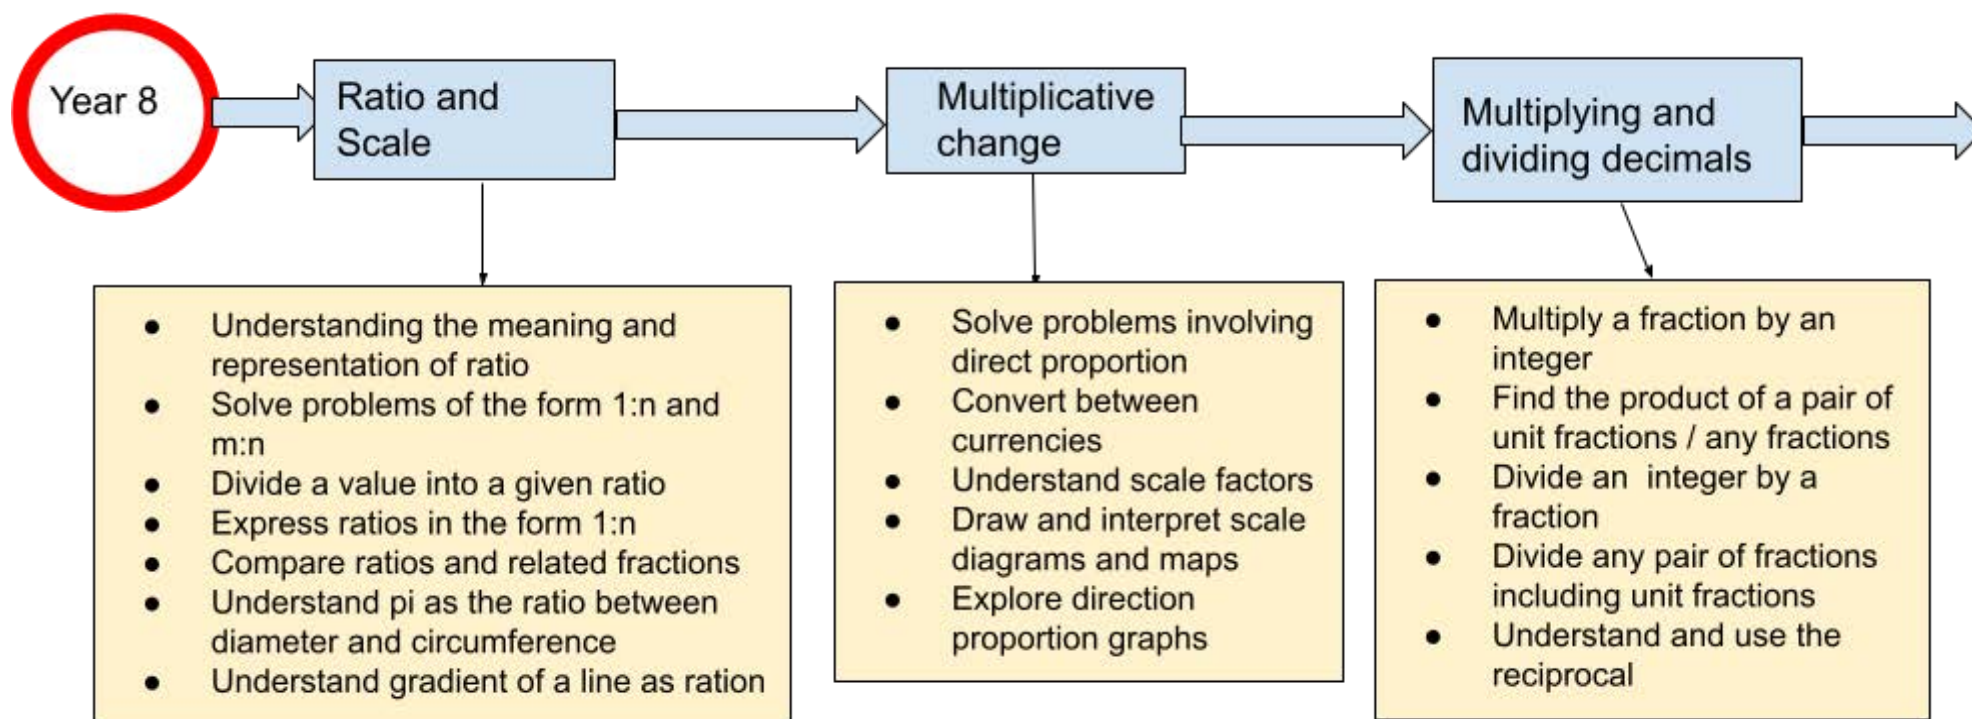 Year 8
Ratio and
Scale
Multiplicative
change
Multiplying and
dividing decimals
● Understanding the meaning and
representation of ratio
● Solve problems of the form 1:n and
m:n
● Divide a value into a given ratio
● Express ratios in the form 1:n
● Compare ratios and related fractions
● Understand pi as the ratio between
diameter and circumference
● Understand gradient of a line as ration
● Solve problems involving
direct proportion
● Convert between
currencies
● Understand scale factors
● Draw and interpret scale
diagrams and maps
● Explore direction
proportion graphs
● Multiply a fraction by an
integer
● Find the product of a pair of
unit fractions / any fractions
● Divide an  integer by a
fraction
● Divide any pair of fractions
including unit fractions
● Understand and use the
reciprocal